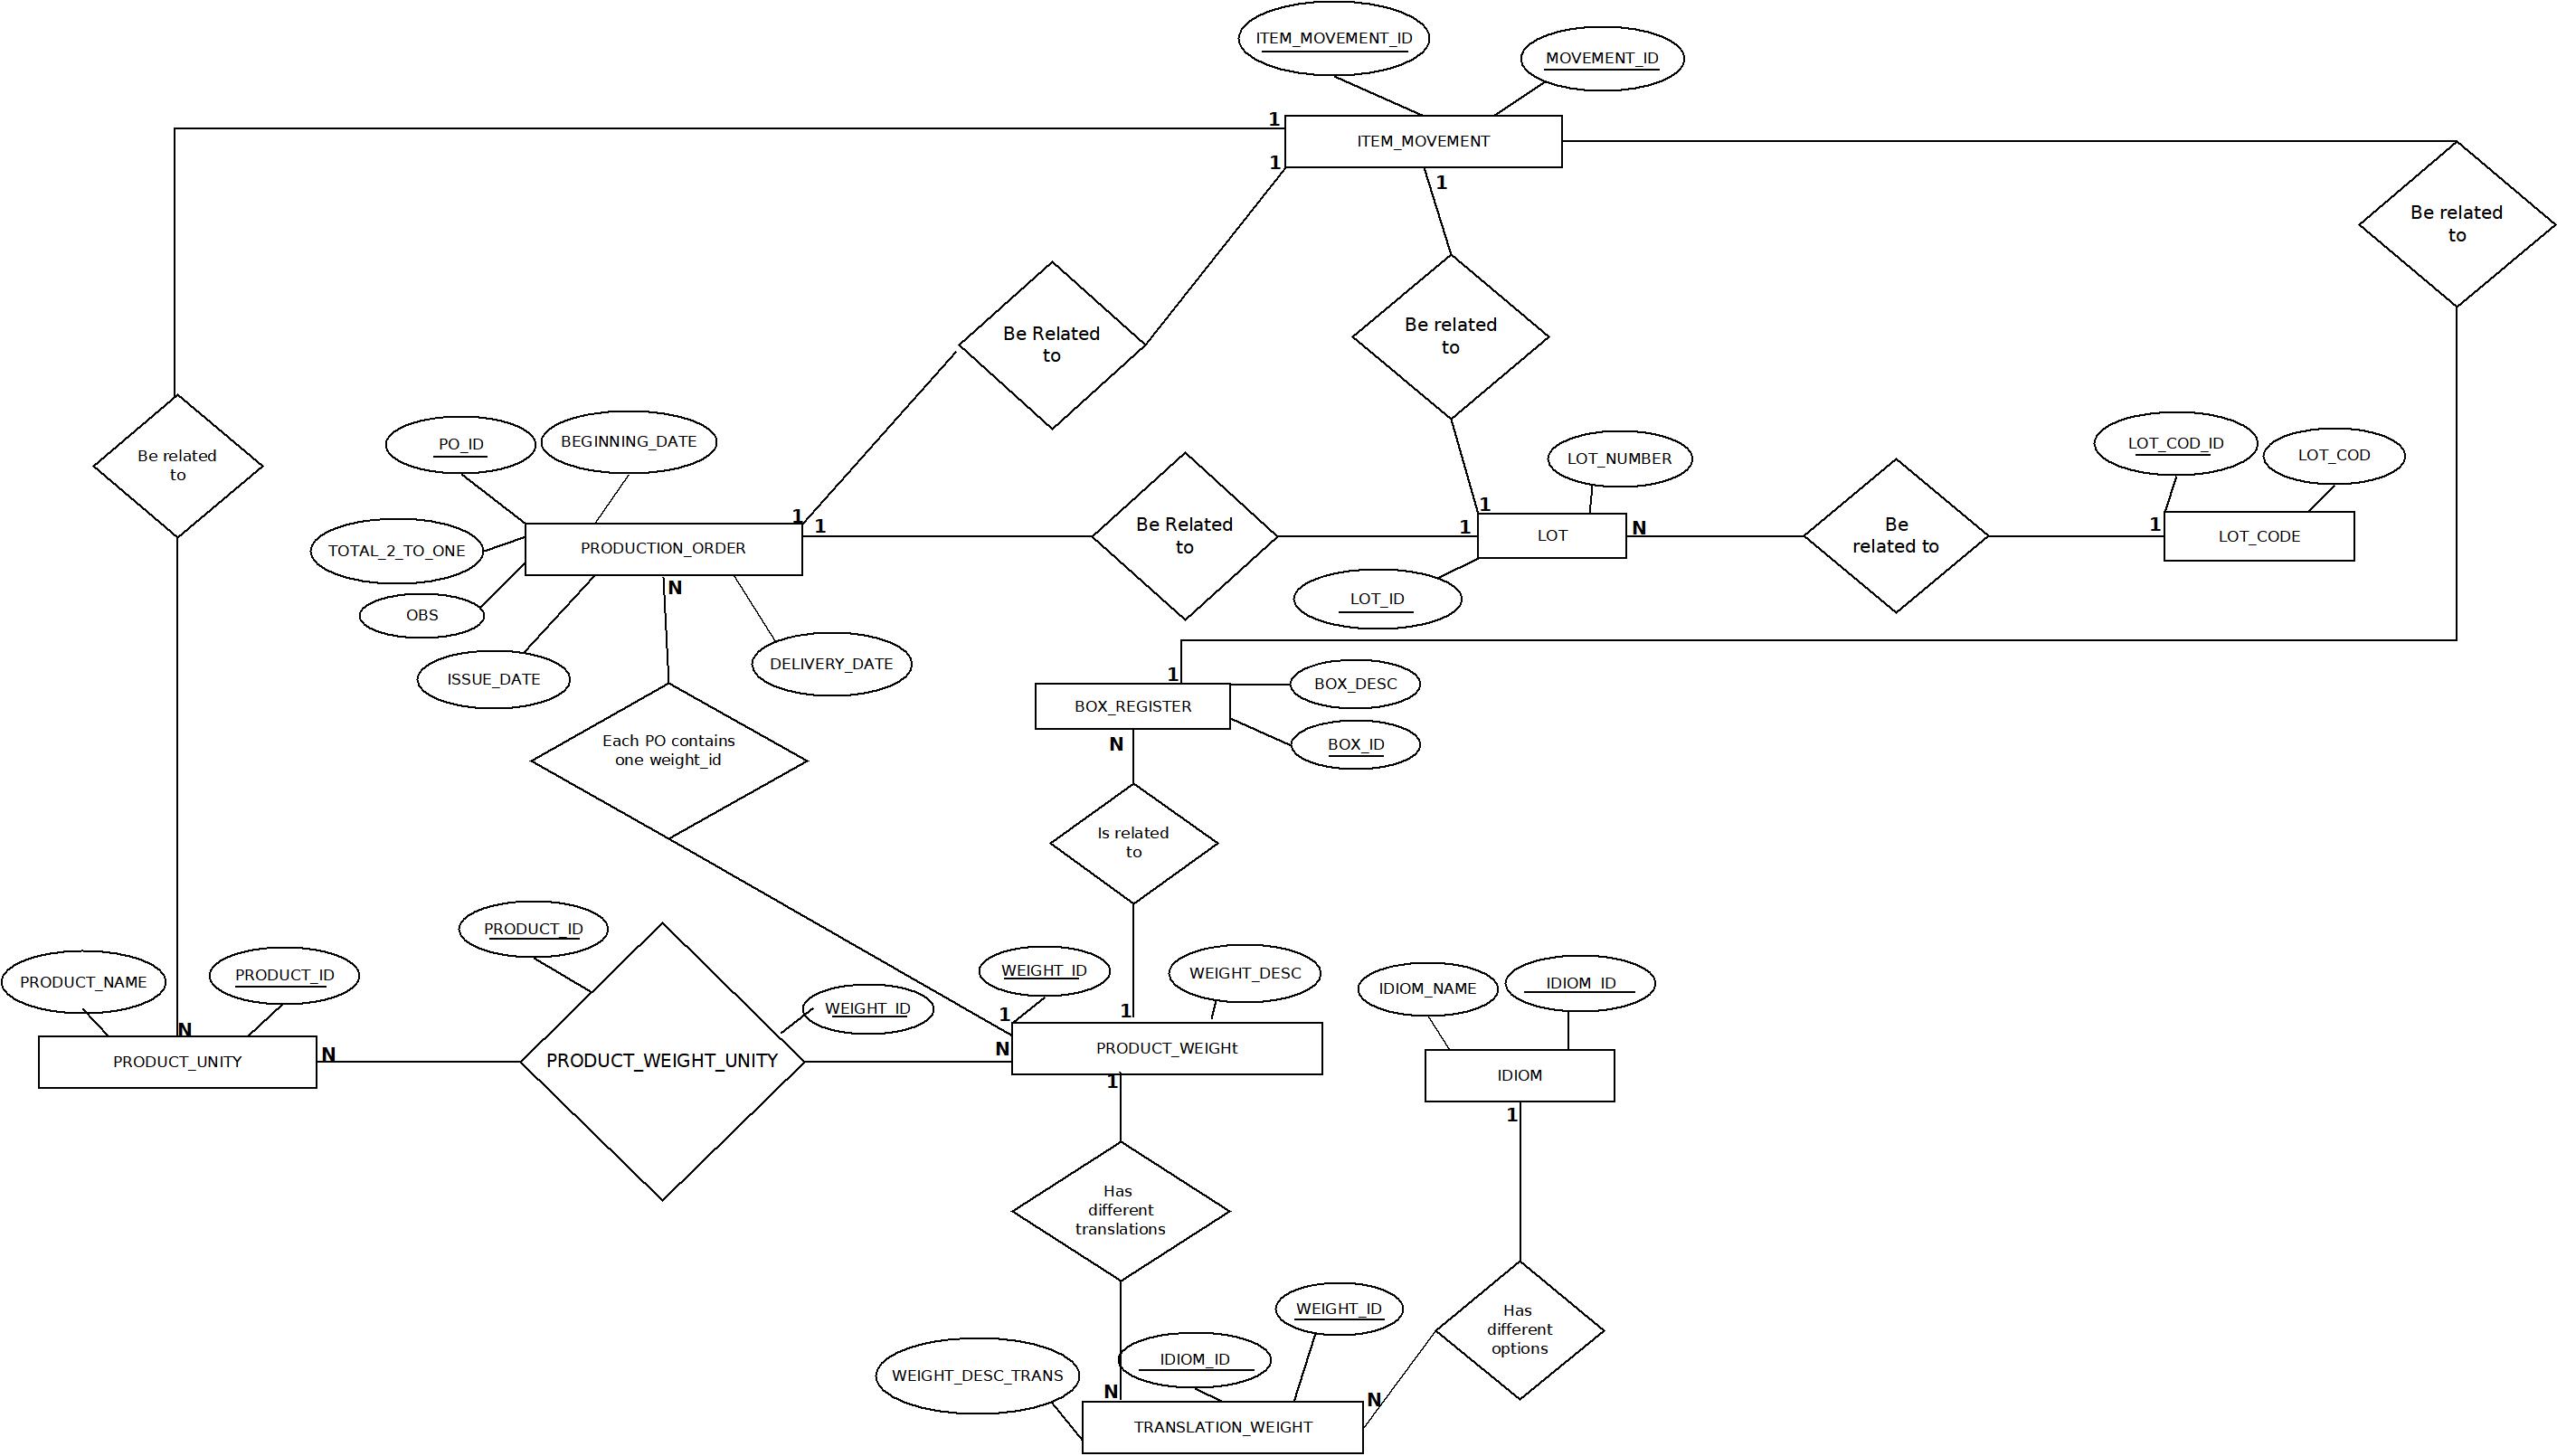 ITEM_MOVEMENT_ID
MOVEMENT_ID
1
ITEM_MOVEMENT
1
1
Be related
to
Be related
to
Be Related
to
PO_ID
BEGINNING_DATE
LOT_COD_ID
LOT_COD
Be related
to
LOT_NUMBER
1
1
1
TOTAL_2_TO_ONE
PRODUCTION_ORDER
Be Related
to
1
LOT
N
Be
related to
1
LOT_CODE
N
OBS
LOT_ID
ISSUE_DATE
DELIVERY_DATE
1
BOX_DESC
BOX_REGISTER
N
BOX_ID
Each PO contains
one weight_id
Is related
to
PRODUCT_ID
PRODUCT_NAME
PRODUCT_ID
WEIGHT_ID
WEIGHT_ID
WEIGHT_DESC
IDIOM_NAME
IDIOM_ID
N
1
1
PRODUCT_UNITY
N
PRODUCT_WEIGHT_UNITY
N
PRODUCT_WEIGHt
1
IDIOM
1
Has
different
translations
Has
different
options
WEIGHT_ID
IDIOM_ID
WEIGHT_DESC_TRANS
N
N
TRANSLATION_WEIGHT